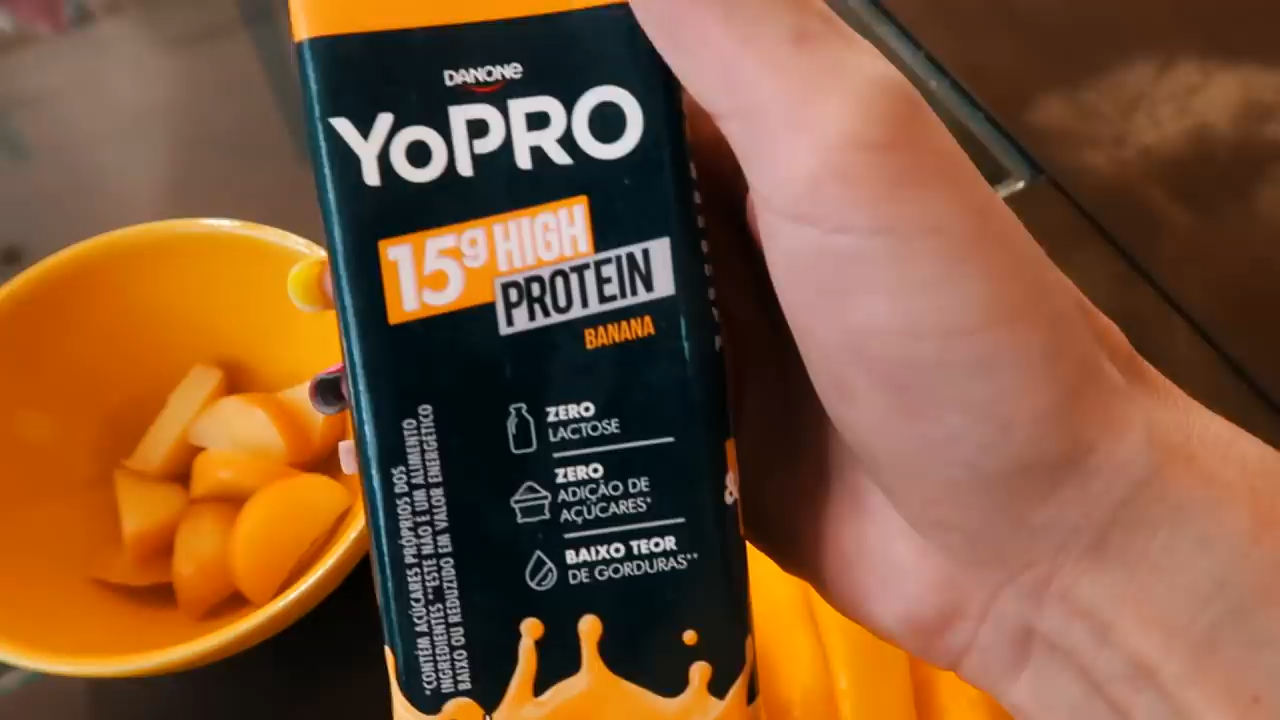 DANONE
YoPRO
15g HIGH
PROTEIN
BANANA
ZERO
LACTOSE
ZERO
ADIÇÃO DE
AÇÚCARES*
BAIXO TEOR
DE GORDURAS**
*CONTÉM AÇÚCARES PRÓPRIOS DOS
INGREDIENTES **ESTE NÃO É UM ALIMENTO
BAIXO OU REDUZIDO EM VALOR ENERGÉTICO
&